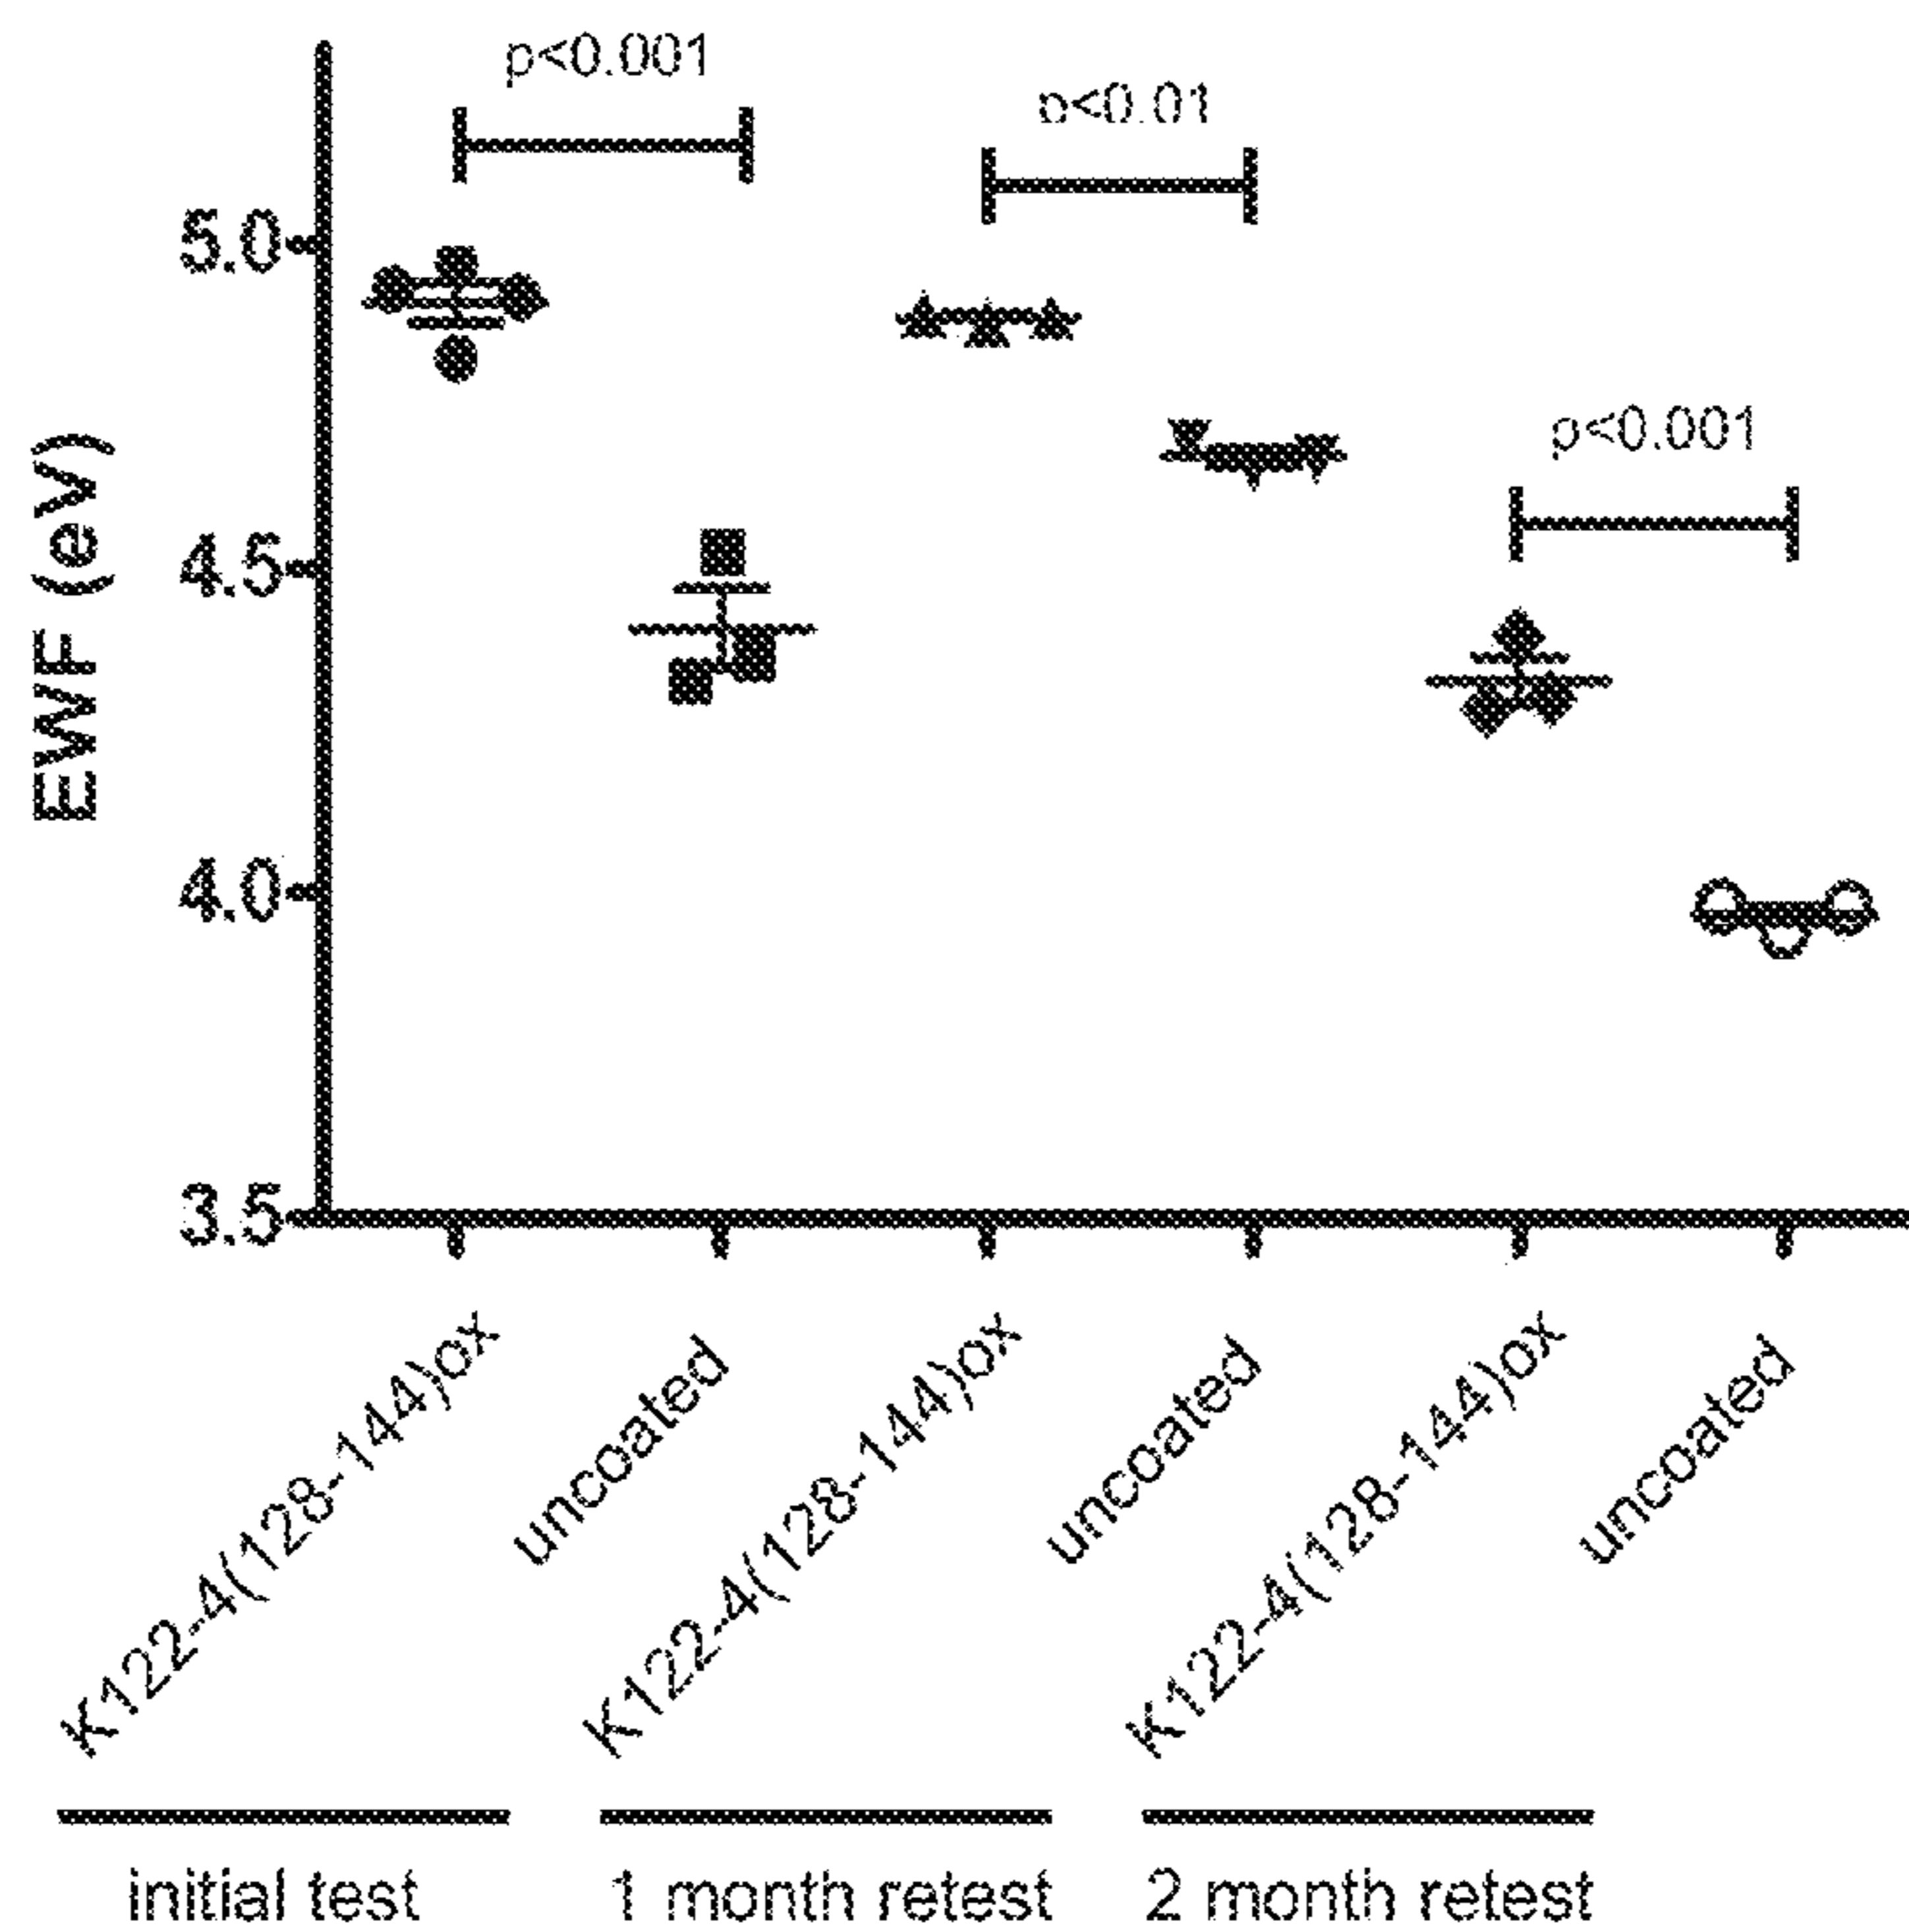 p<0.001
p<0.01
5.0
p<0.001
4.5
EWF (eV)
4.0
3.5
K122-4(128-144)ox
uncoated
K122-4(128-144)ox
uncoated
K122-4(128-144)ox
uncoated
initial test
1 month retest
2 month retest